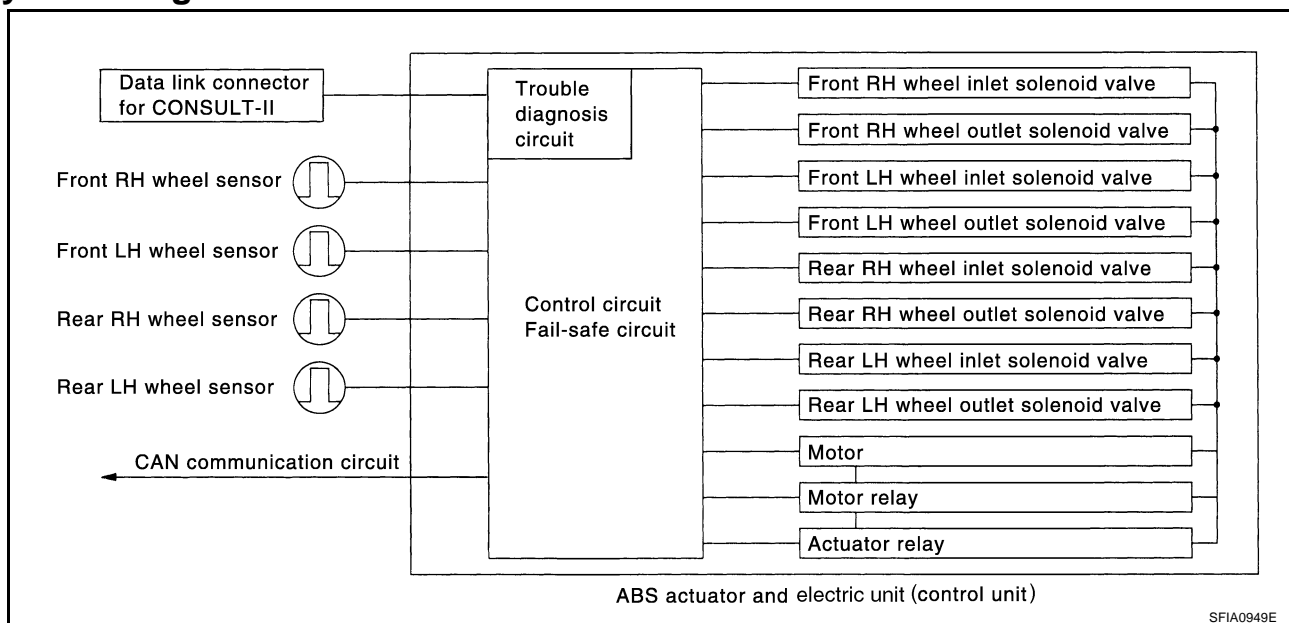 Data link connector
for CONSULT-II
Front RH wheel sensor
Front LH wheel sensor
Rear RH wheel sensor
Rear LH wheel sensor
CAN communication circuit
Trouble
diagnosis
circuit
Control circuit
Fail-safe circuit
Front RH wheel inlet solenoid valve
Front RH wheel outlet solenoid valve
Front LH wheel inlet solenoid valve
Front LH wheel outlet solenoid valve
Rear RH wheel inlet solenoid valve
Rear RH wheel outlet solenoid valve
Rear LH wheel inlet solenoid valve
Rear LH wheel outlet solenoid valve
Motor
Motor relay
Actuator relay
ABS actuator and electric unit (control unit)
SFIA0949E